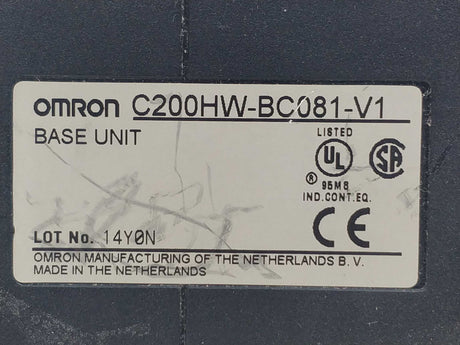 OMRON C200HW-BC081-V1
BASE UNIT
LISTED
UL
®
SA
95M8
IND.CONT.EQ.
CE
LOT No. 14Y0N
OMRON MANUFACTURING OF THE NETHERLANDS B.V.
MADE IN THE NETHERLANDS